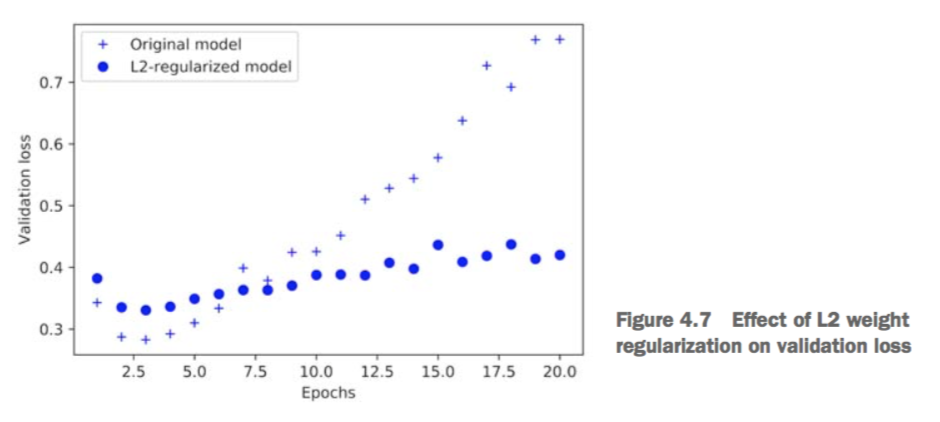 Original model
L2-regularized model
0.7
0.6
0.5
0.4
0.3
Validation loss
2.5 5.0 7.5 10.0 12.5 15.0 17.5 20.0
Epochs
Figure 4.7 Effect of L2 weight
regularization on validation loss